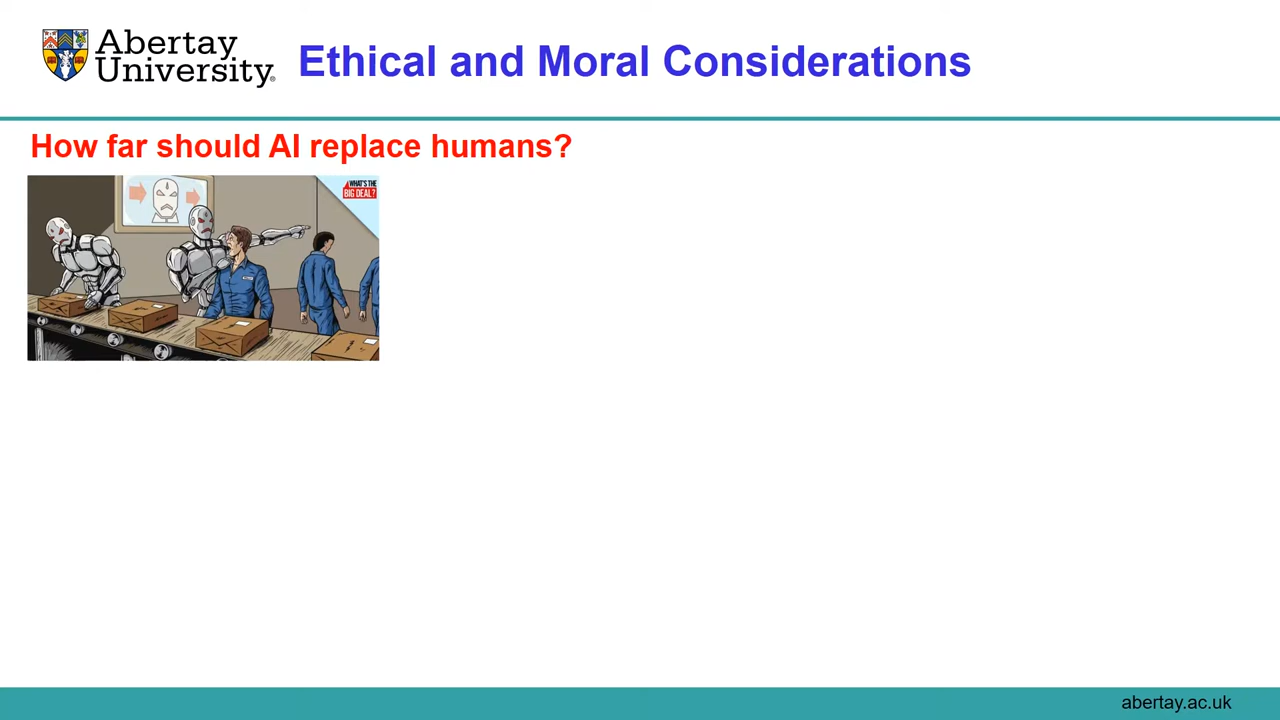 Abertay
University
Ethical and Moral Considerations
How far should AI replace humans?
WHAT'S THE
BIG DEAL?
abertay.ac.uk